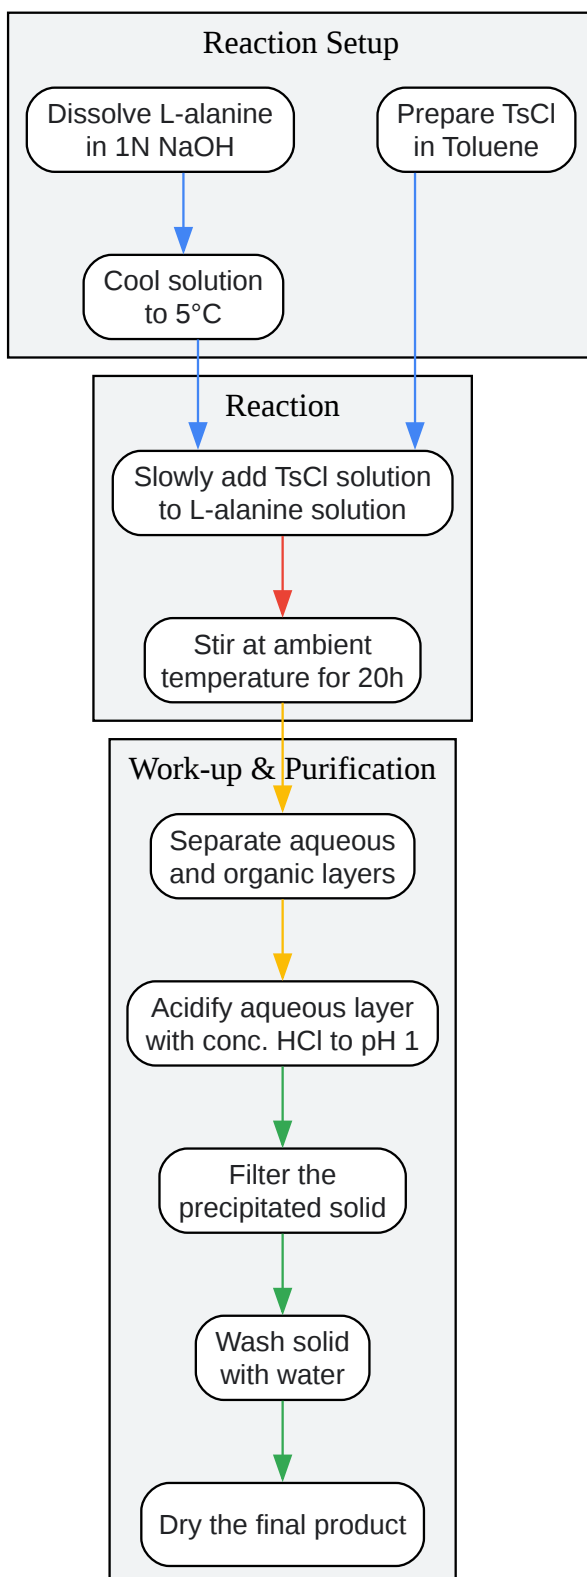 Reaction Setup
Dissolve L-alanine
in 1N NaOH
Prepare TsCl
in Toluene
Cool solution
to 5°C
Reaction
Slowly add TsCl solution
to L-alanine solution
Stir at ambient
temperature for 20h
Work-up & Purification
Separate aqueous
and organic layers
Acidify aqueous layer
with conc. HCl to pH 1
Filter the
precipitated solid
Wash solid
with water
Dry the final product